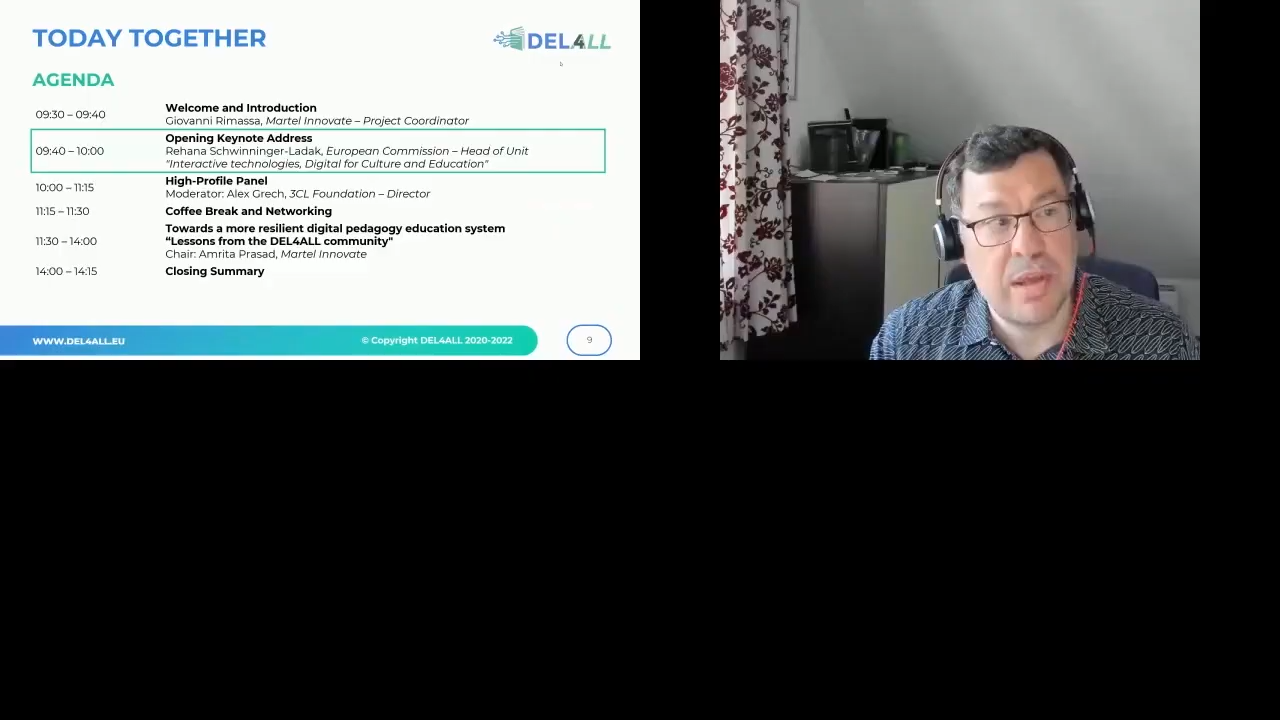 TODAY TOGETHER
DEL4ALL
AGENDA
09:30 – 09:40
Welcome and Introduction
Giovanni Rimassa, Martel Innovate – Project Coordinator
09:40 – 10:00
Opening Keynote Address
Rehana Schwinninger-Ladak, European Commission – Head of Unit
"Interactive technologies, Digital for Culture and Education"
10:00 – 11:15
High-Profile Panel
Moderator: Alex Grech, 3CL Foundation – Director
11:15 – 11:30
Coffee Break and Networking
11:30 – 14:00
Towards a more resilient digital pedagogy education system
“Lessons from the DEL4ALL community"
Chair: Amrita Prasad, Martel Innovate
14:00 – 14:15
Closing Summary
WWW.DEL4ALL.EU
© Copyright DEL4ALL 2020-2022
9